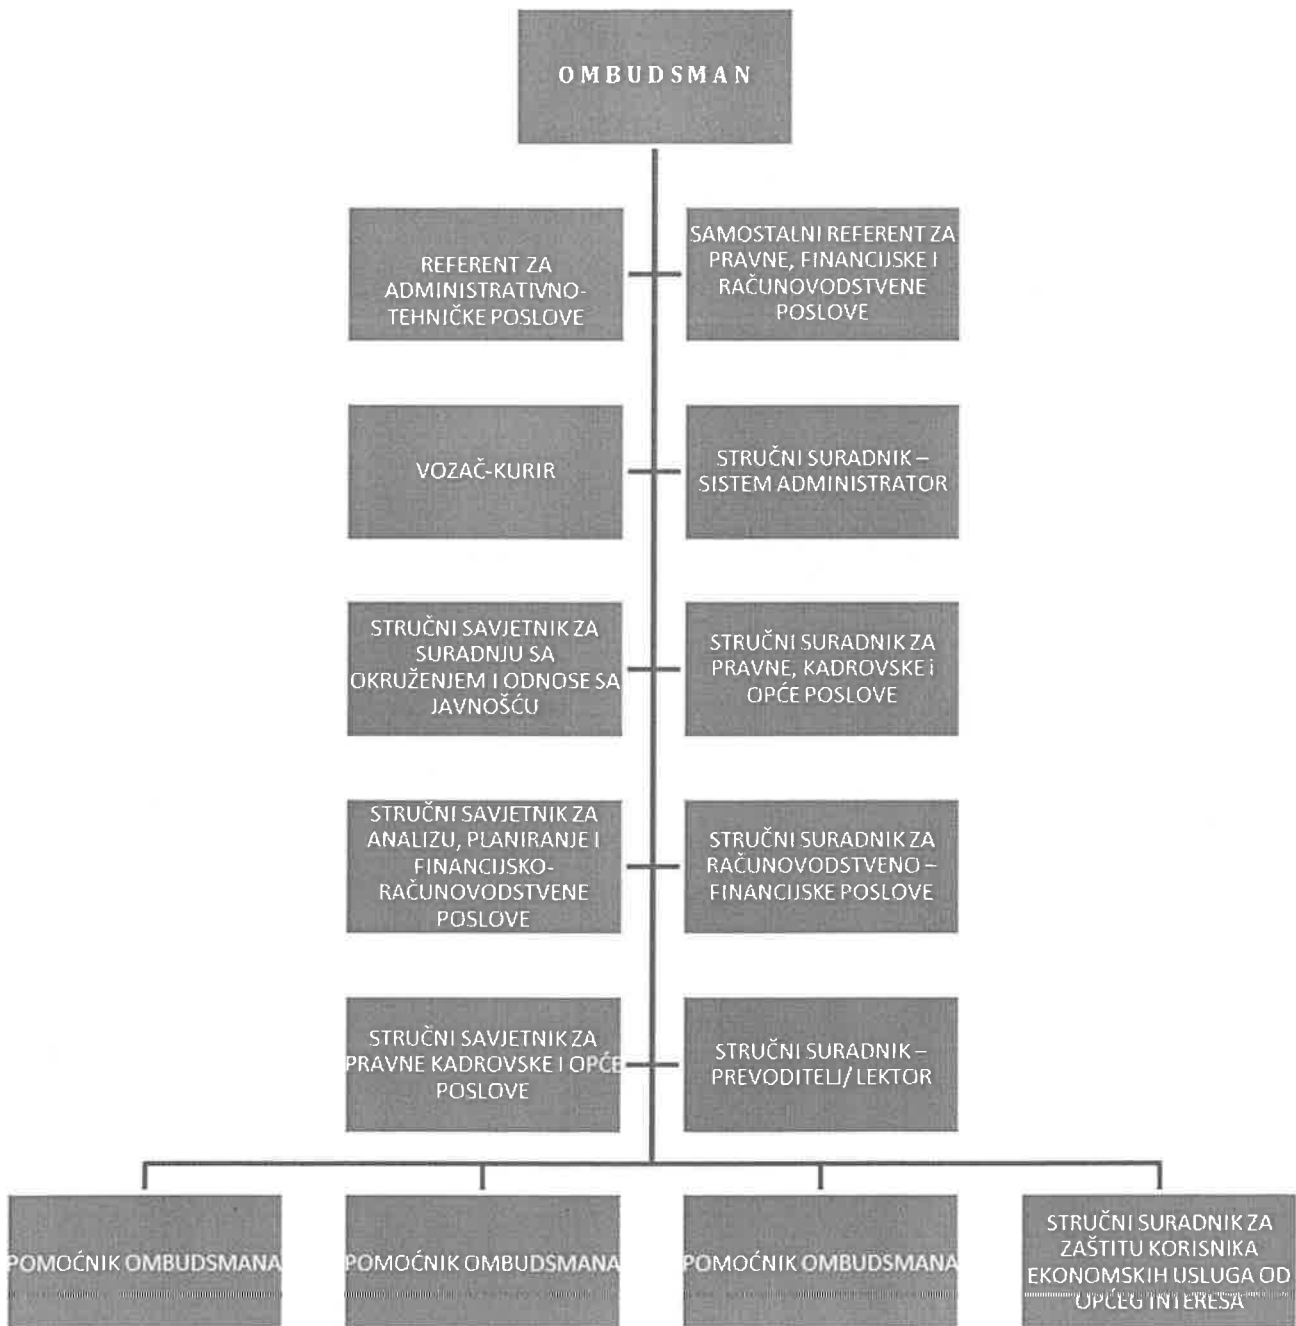 OMBUDSMAN
REFERENT ZA
ADMINISTRATIVNO-
TEHNIČKE POSLOVE
SAMOSTALNI REFERENT ZA
PRAVNE, FINANCIJSKE I
RAČUNOVODSTVENE
POSLOVE
VOZAČ-KURIR
STRUČNI SURADNIK –
SISTEM ADMINISTRATOR
STRUČNI SAVJETNIK ZA
SURADNJU SA
OKRUŽENJEM I ODNOSE SA
JAVNOŠĆU
STRUČNI SURADNIK ZA
PRAVNE, KADROVSKE i
OPĆE POSLOVE
STRUČNI SAVJETNIK ZA
ANALIZU, PLANIRANJE I
FINANCIJSKO-
RAČUNOVODSTVENE
POSLOVE
STRUČNI SURADNIK ZA
RAČUNOVODSTVENO –
FINANCIJSKE POSLOVE
STRUČNI SAVJETNIK ZA
PRAVNE KADROVSKE I OPĆE
POSLOVE
STRUČNI SURADNIK –
PREVODITELJ/ LEKTOR
POMOĆNIK OMBUDSMANA
POMOĆNIK OMBUDSMANA
POMOĆNIK OMBUDSMANA
STRUČNI SURADNIK ZA
ZAŠTITU KORISNIKA
EKONOMSKIH USLUGA OD
OPĆEG INTERESA